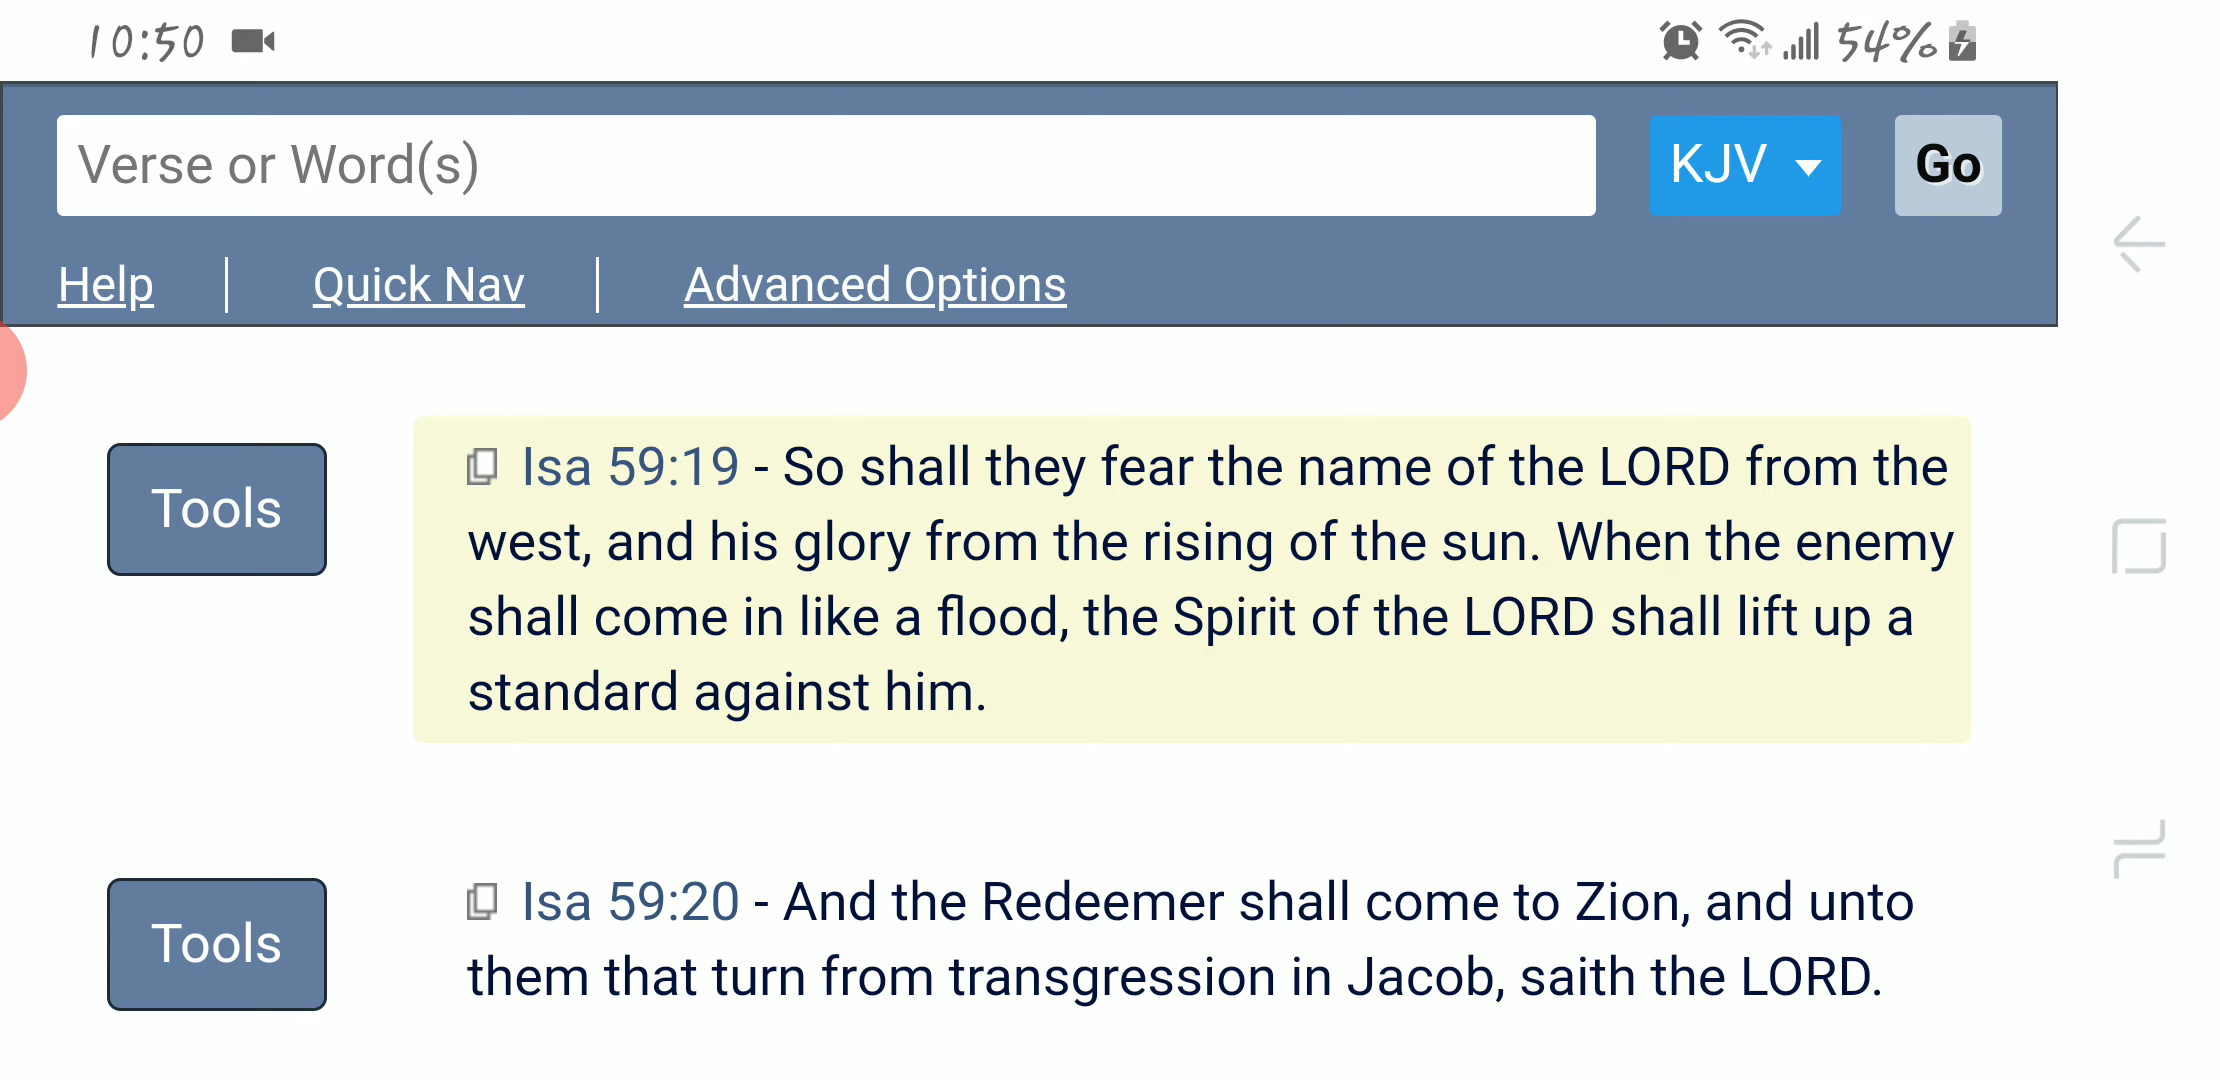 10:50 54%
Verse or Word(s) KJV Go
Help Quick Nav Advanced Options
Tools
Isa 59:19 - So shall they fear the name of the LORD from the
west, and his glory from the rising of the sun. When the enemy
shall come in like a flood, the Spirit of the LORD shall lift up a
standard against him.
Tools
Isa 59:20 - And the Redeemer shall come to Zion, and unto
them that turn from transgression in Jacob, saith the LORD.